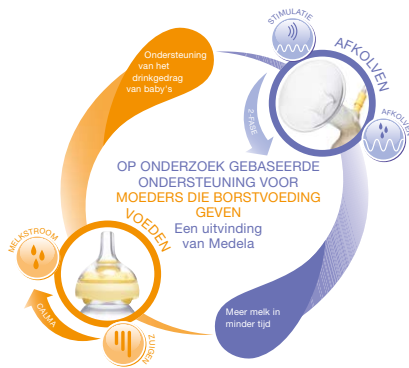 STIMULATIE
AFKOLVEN
Ondersteuning
van het
drinkgedrag
van baby's
2-FASE
AFKOLVEN
OP ONDERZOEK GEBASEERDE
ONDERSTEUNING VOOR
MOEDERS DIE BORSTVOEDING
GEVEN
Een uitvinding
van Medela
VOEDEN
MELKSTROOM
CALMA
ZUIGEN
Meer melk in
minder tijd